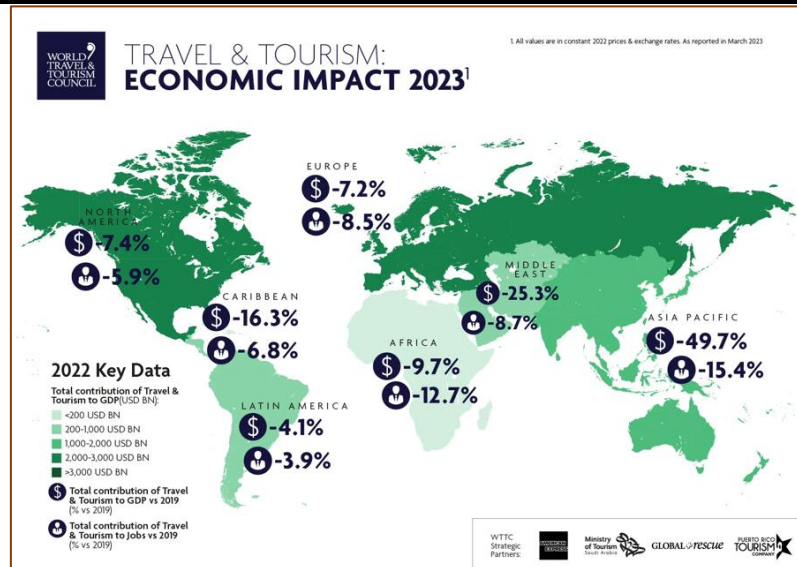 WORLD
TRAVEL &
TOURISM
COUNCIL
TRAVEL & TOURISM:
ECONOMIC IMPACT 2023¹
1. All values are in constant 2022 prices & exchange rates. As reported in March 2023
EUROPE
$ -7.2%
-8.5%
NORTH
AMERICA
$ -7.4%
-5.9%
MIDDLE
EAST
$ -25.3%
-8.7%
CARIBBEAN
$ -16.3%
-6.8%
ASIA PACIFIC
$ -49.7%
-15.4%
AFRICA
$ -9.7%
-12.7%
LATIN AMERICA
$ -4.1%
-3.9%
2022 Key Data
Total contribution of Travel &
Tourism to GDP(USD BN):
<200 USD BN
200-1,000 USD BN
1,000-2,000 USD BN
2,000-3,000 USD BN
>3,000 USD BN
$ Total contribution of Travel
& Tourism to GDP vs 2019
(% vs 2019)
Total contribution of Travel
& Tourism to Jobs vs 2019
(% vs 2019)
WTTC
Strategic
Partners:
AMERICAN
EXPRESS
Ministry
of Tourism
Saudi Arabia
GLOBAL rescue
PUERTO RICO
TOURISM
COMPANY